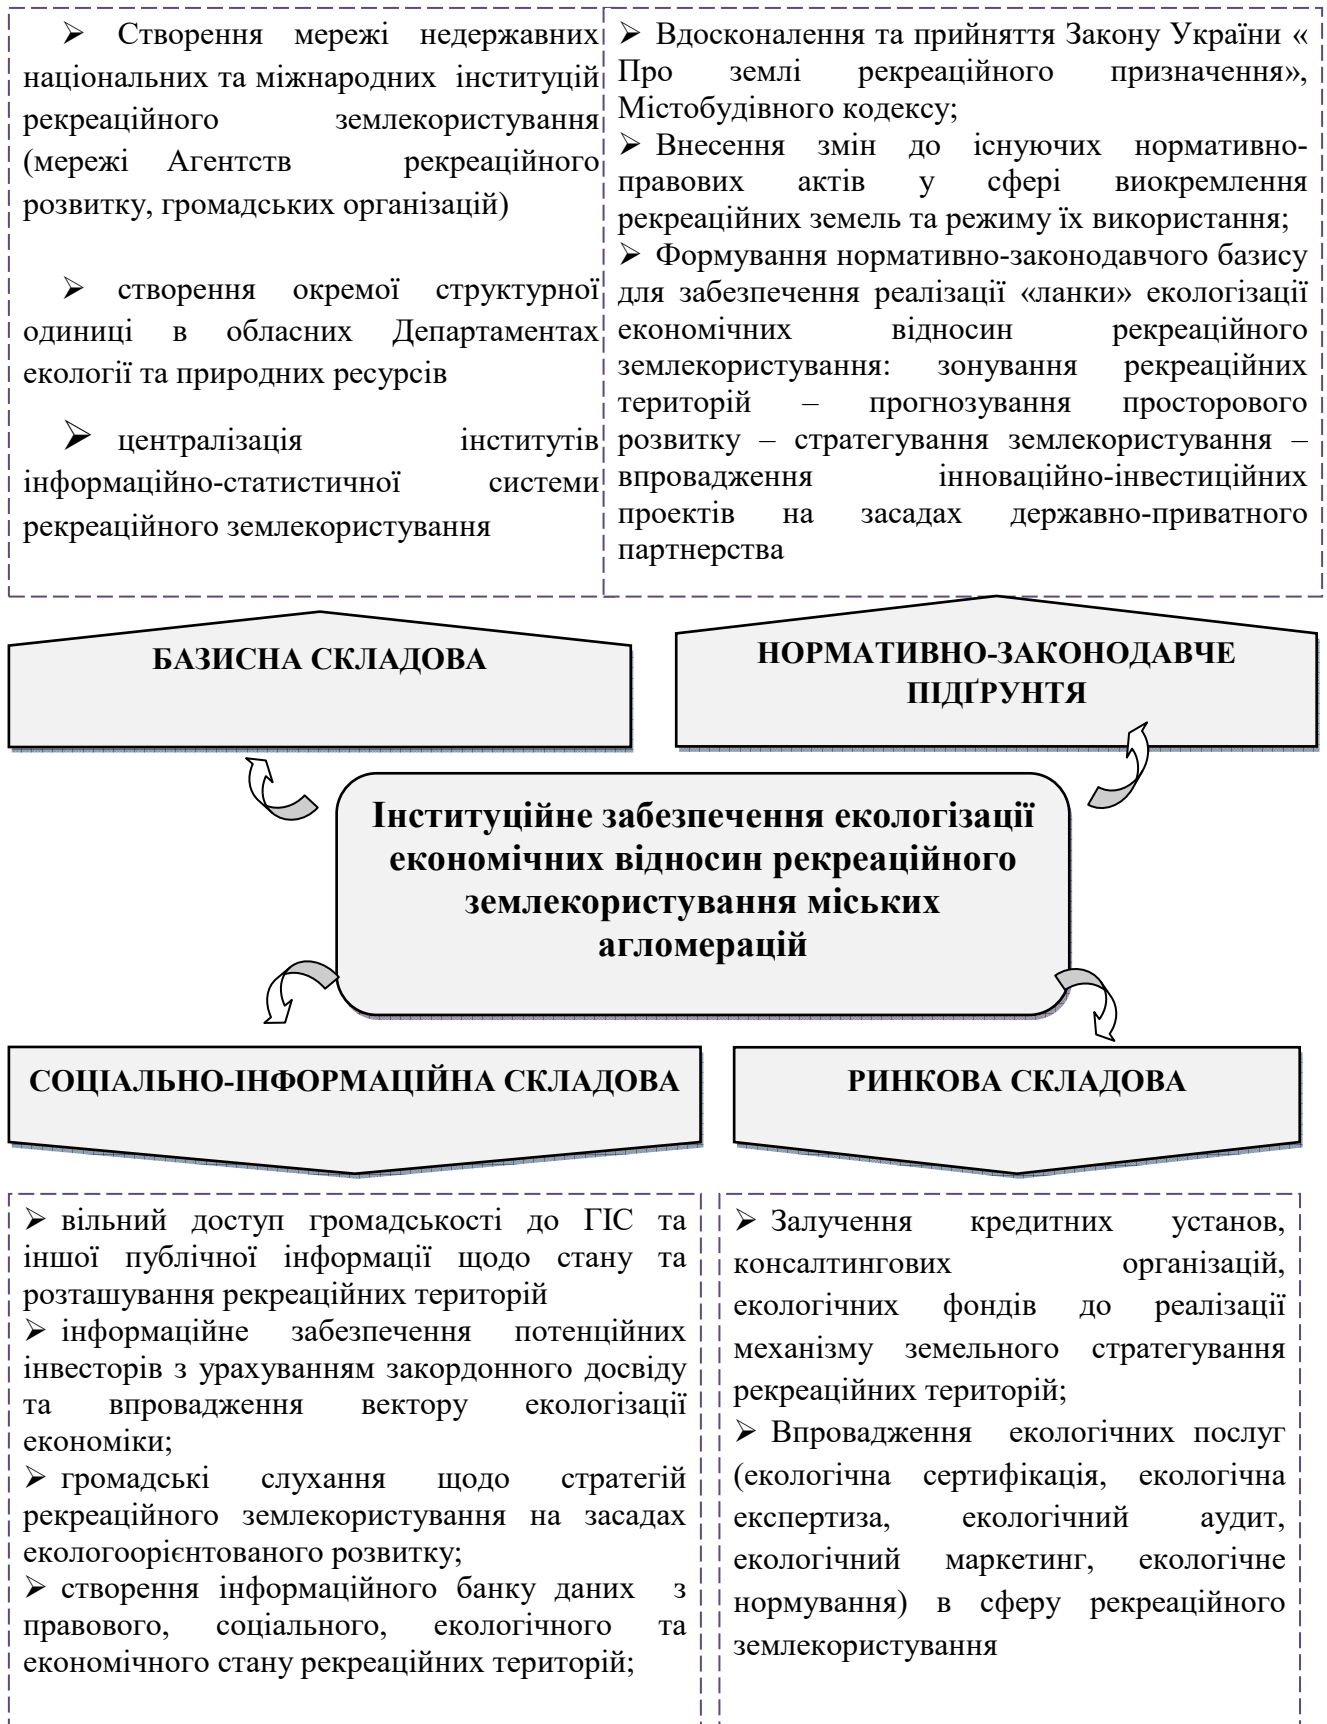 ➢ Створення мережі недержавних
національних та міжнародних інституцій
рекреаційного землекористування
(мережі Агентств рекреаційного
розвитку, громадських організацій)
➢ створення окремої структурної
одиниці в обласних Департаментах
екології та природних ресурсів
➢ централізація інститутів
інформаційно-статистичної системи
рекреаційного землекористування
➢ Вдосконалення та прийняття Закону України «
Про землі рекреаційного призначення»,
Містобудівного кодексу;
➢ Внесення змін до існуючих нормативно-
правових актів у сфері виокремлення
рекреаційних земель та режиму їх використання;
➢ Формування нормативно-законодавчого базису
для забезпечення реалізації «ланки» екологізації
економічних відносин рекреаційного
землекористування: зонування рекреаційних
територій – прогнозування просторового
розвитку – стратегування землекористування –
впровадження інноваційно-інвестиційних
проектів на засадах державно-приватного
партнерства
БАЗИСНА СКЛАДОВА
НОРМАТИВНО-ЗАКОНОДАВЧЕ
ПІДҐРУНТЯ
Інституційне забезпечення екологізації
економічних відносин рекреаційного
землекористування міських
агломерацій
СОЦІАЛЬНО-ІНФОРМАЦІЙНА СКЛАДОВА
РИНКОВА СКЛАДОВА
➢ вільний доступ громадськості до ГІС та
іншої публічної інформації щодо стану та
розташування рекреаційних територій
➢ інформаційне забезпечення потенційних
інвесторів з урахуванням закордонного досвіду
та впровадження вектору екологізації
економіки;
➢ громадські слухання щодо стратегій
рекреаційного землекористування на засадах
екологоорієнтованого розвитку;
➢ створення інформаційного банку даних з
правового, соціального, екологічного та
економічного стану рекреаційних територій;
➢ Залучення кредитних установ,
консалтингових організацій,
екологічних фондів до реалізації
механізму земельного стратегування
рекреаційних територій;
➢ Впровадження екологічних послуг
(екологічна сертифікація, екологічна
експертиза, екологічний аудит,
екологічний маркетинг, екологічне
нормування) в сферу рекреаційного
землекористування